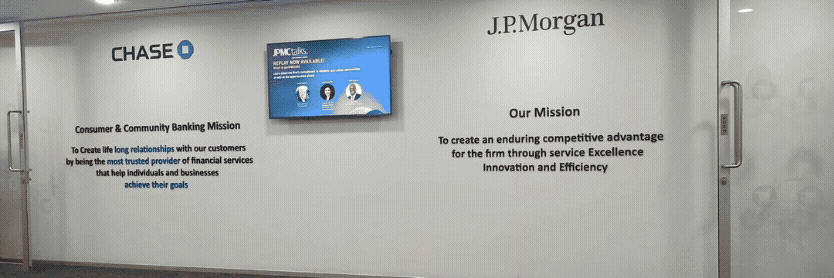 CHASE
Consumer & Community Banking Mission
To Create life long relationships with our customers
by being the most trusted provider of financial services
that help individuals and businesses
achieve their goals
JPMCtalks.
REPLAY NOW AVAILABLE!
J.P.Morgan
Our Mission
To create an enduring competitive advantage
for the firm through service Excellence
Innovation and Efficiency